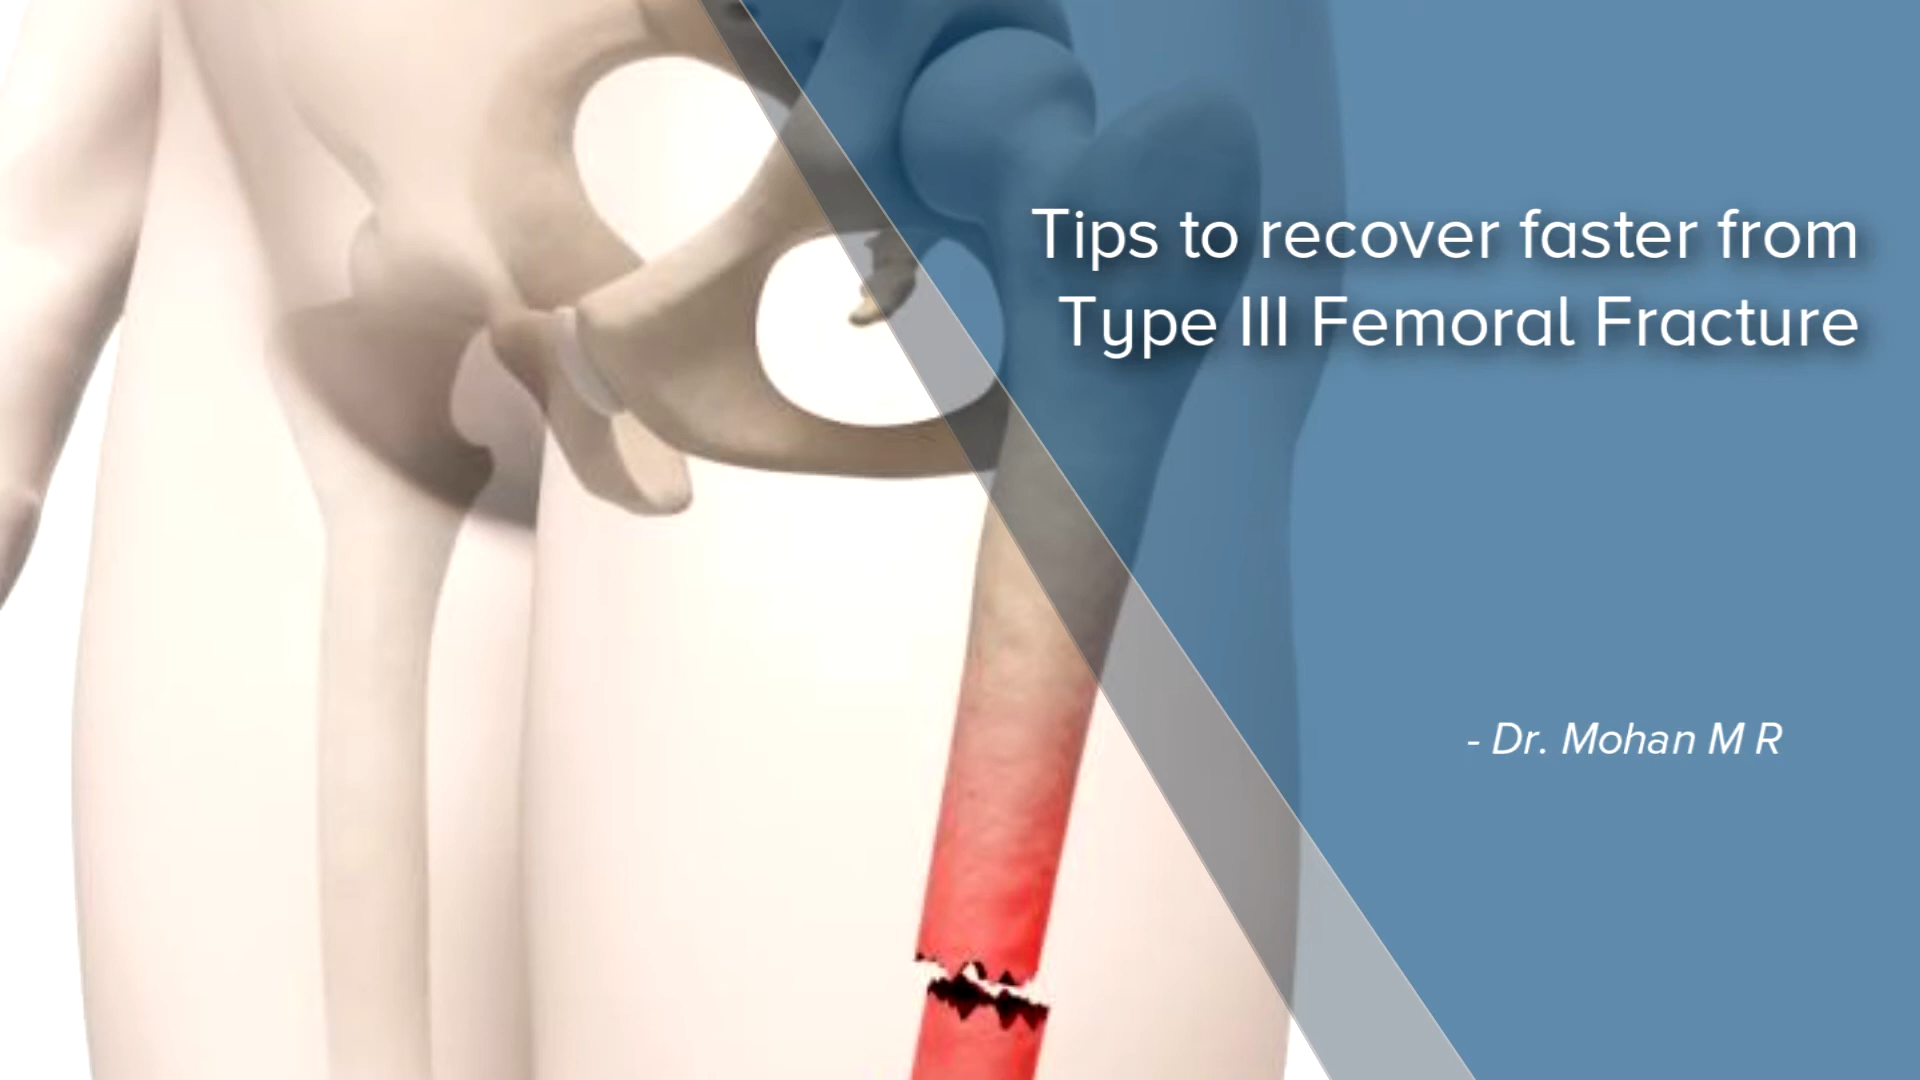 Tips to recover faster from
Type III Femoral Fracture
- Dr. Mohan M R